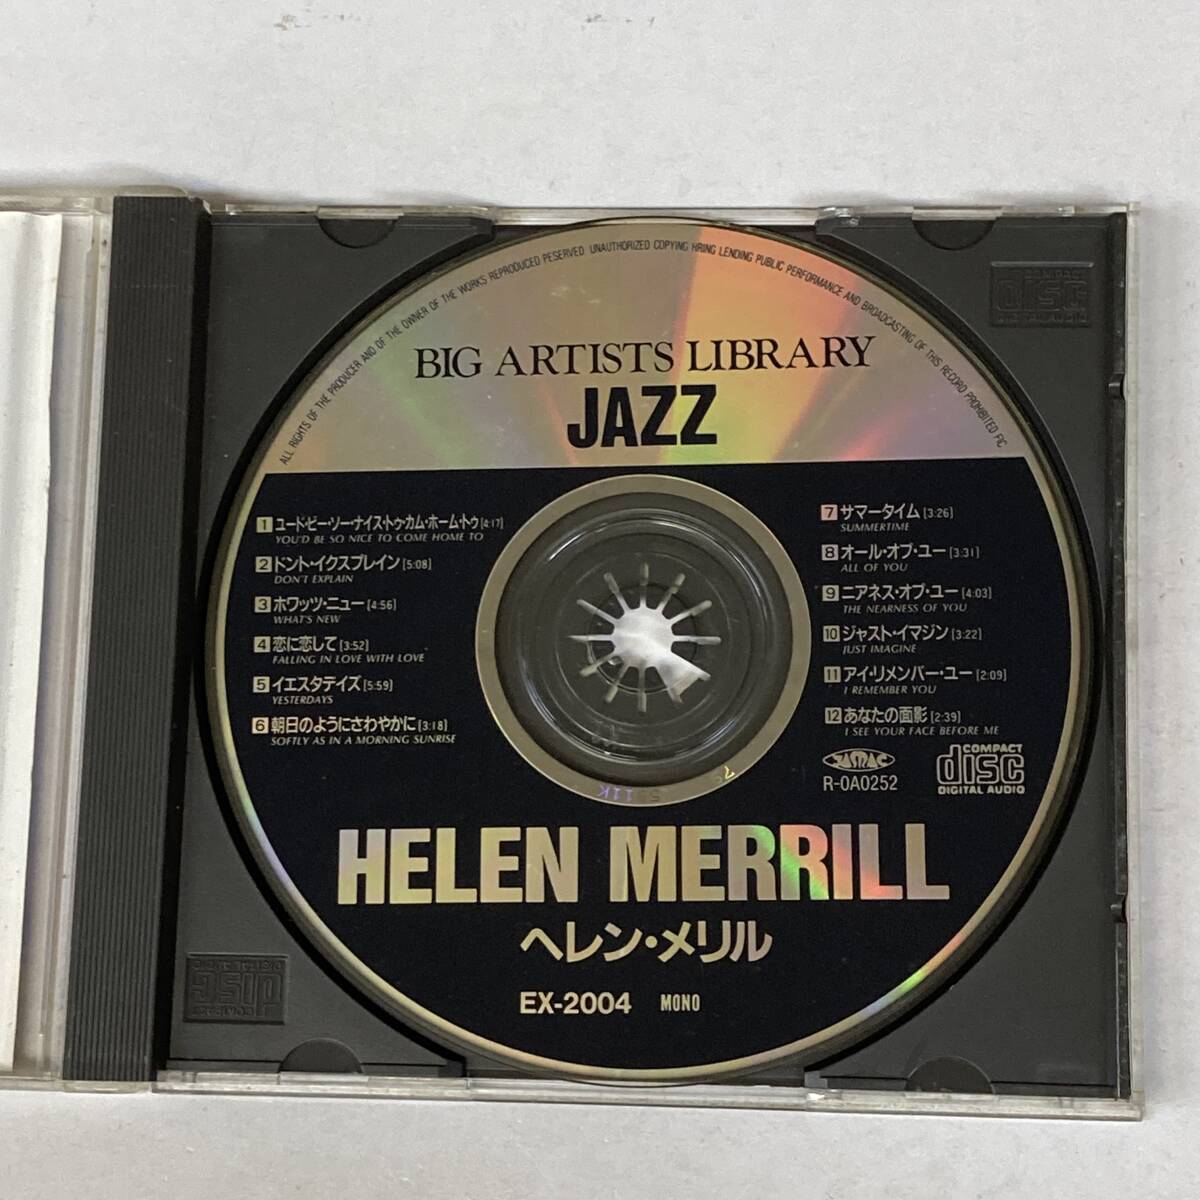 ALL RIGHTS OF THE PRODUCER AND OF THE OWNER OF THE WORKS REPRODUCED PESERVED UNAUTHORIZED COPYING HIRING LENDING PUBLIC PERFORMANCE AND BROADCASTING OF THIS RECORD PROHIBITED FIC
BIG ARTISTS LIBRARY
JAZZ
1 ユード・ビー・ソー・ナイス・トゥ・カム・ホーム・トゥ[4:17]
YOU'D BE SO NICE TO COME HOME TO
2 ドント・イクスプレイン[5:08]
DON'T EXPLAIN
3 ホワッツ・ニュー[4:56]
WHAT'S NEW
4 恋に恋して[3:52]
FALLING IN LOVE WITH LOVE
5 イエスタデイズ[5:59]
YESTERDAYS
6 朝日のようにさわやかに[3:18]
SOFTLY AS IN A MORNING SUNRISE
7 サマータイム[3:26]
SUMMERTIME
8 オール・オブ・ユー[3:31]
ALL OF YOU
9 ニアネス・オブ・ユー[4:03]
THE NEARNESS OF YOU
10 ジャスト・イマジン[3:22]
JUST IMAGINE
11 アイ・リメンバー・ユー[2:09]
I REMEMBER YOU
12 あなたの面影[2:39]
I SEE YOUR FACE BEFORE ME
JASRAC
R-0A0252
COMPACT
disc
DIGITAL AUDIO
HELEN MERRILL
ヘレン・メリル
EX-2004 MONO
COMPACT
disc
DIGITAL AUDIO
COMPACT
disc
DIGITAL AUDIO